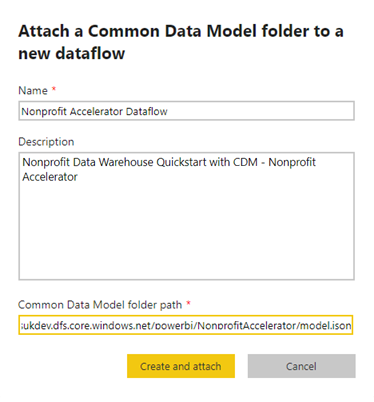 Attach a Common Data Model folder to a
new dataflow
Name *
Nonprofit Accelerator Dataflow
Description
Nonprofit Data Warehouse Quickstart with CDM - Nonprofit
Accelerator
Common Data Model folder path *
sukdev.dfs.core.windows.net/powerbi/NonprofitAccelerator/model.json
Create and attach
Cancel